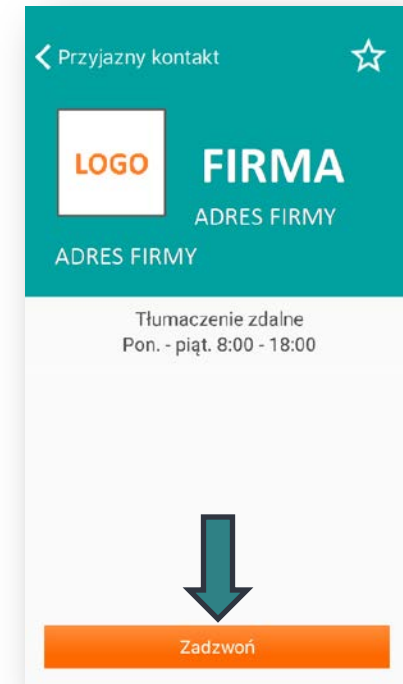 Przyjazny kontakt
LOGO
FIRMA
ADRES FIRMY
ADRES FIRMY
Tłumaczenie zdalne
Pon. - piąt. 8:00 - 18:00
Zadzwoń